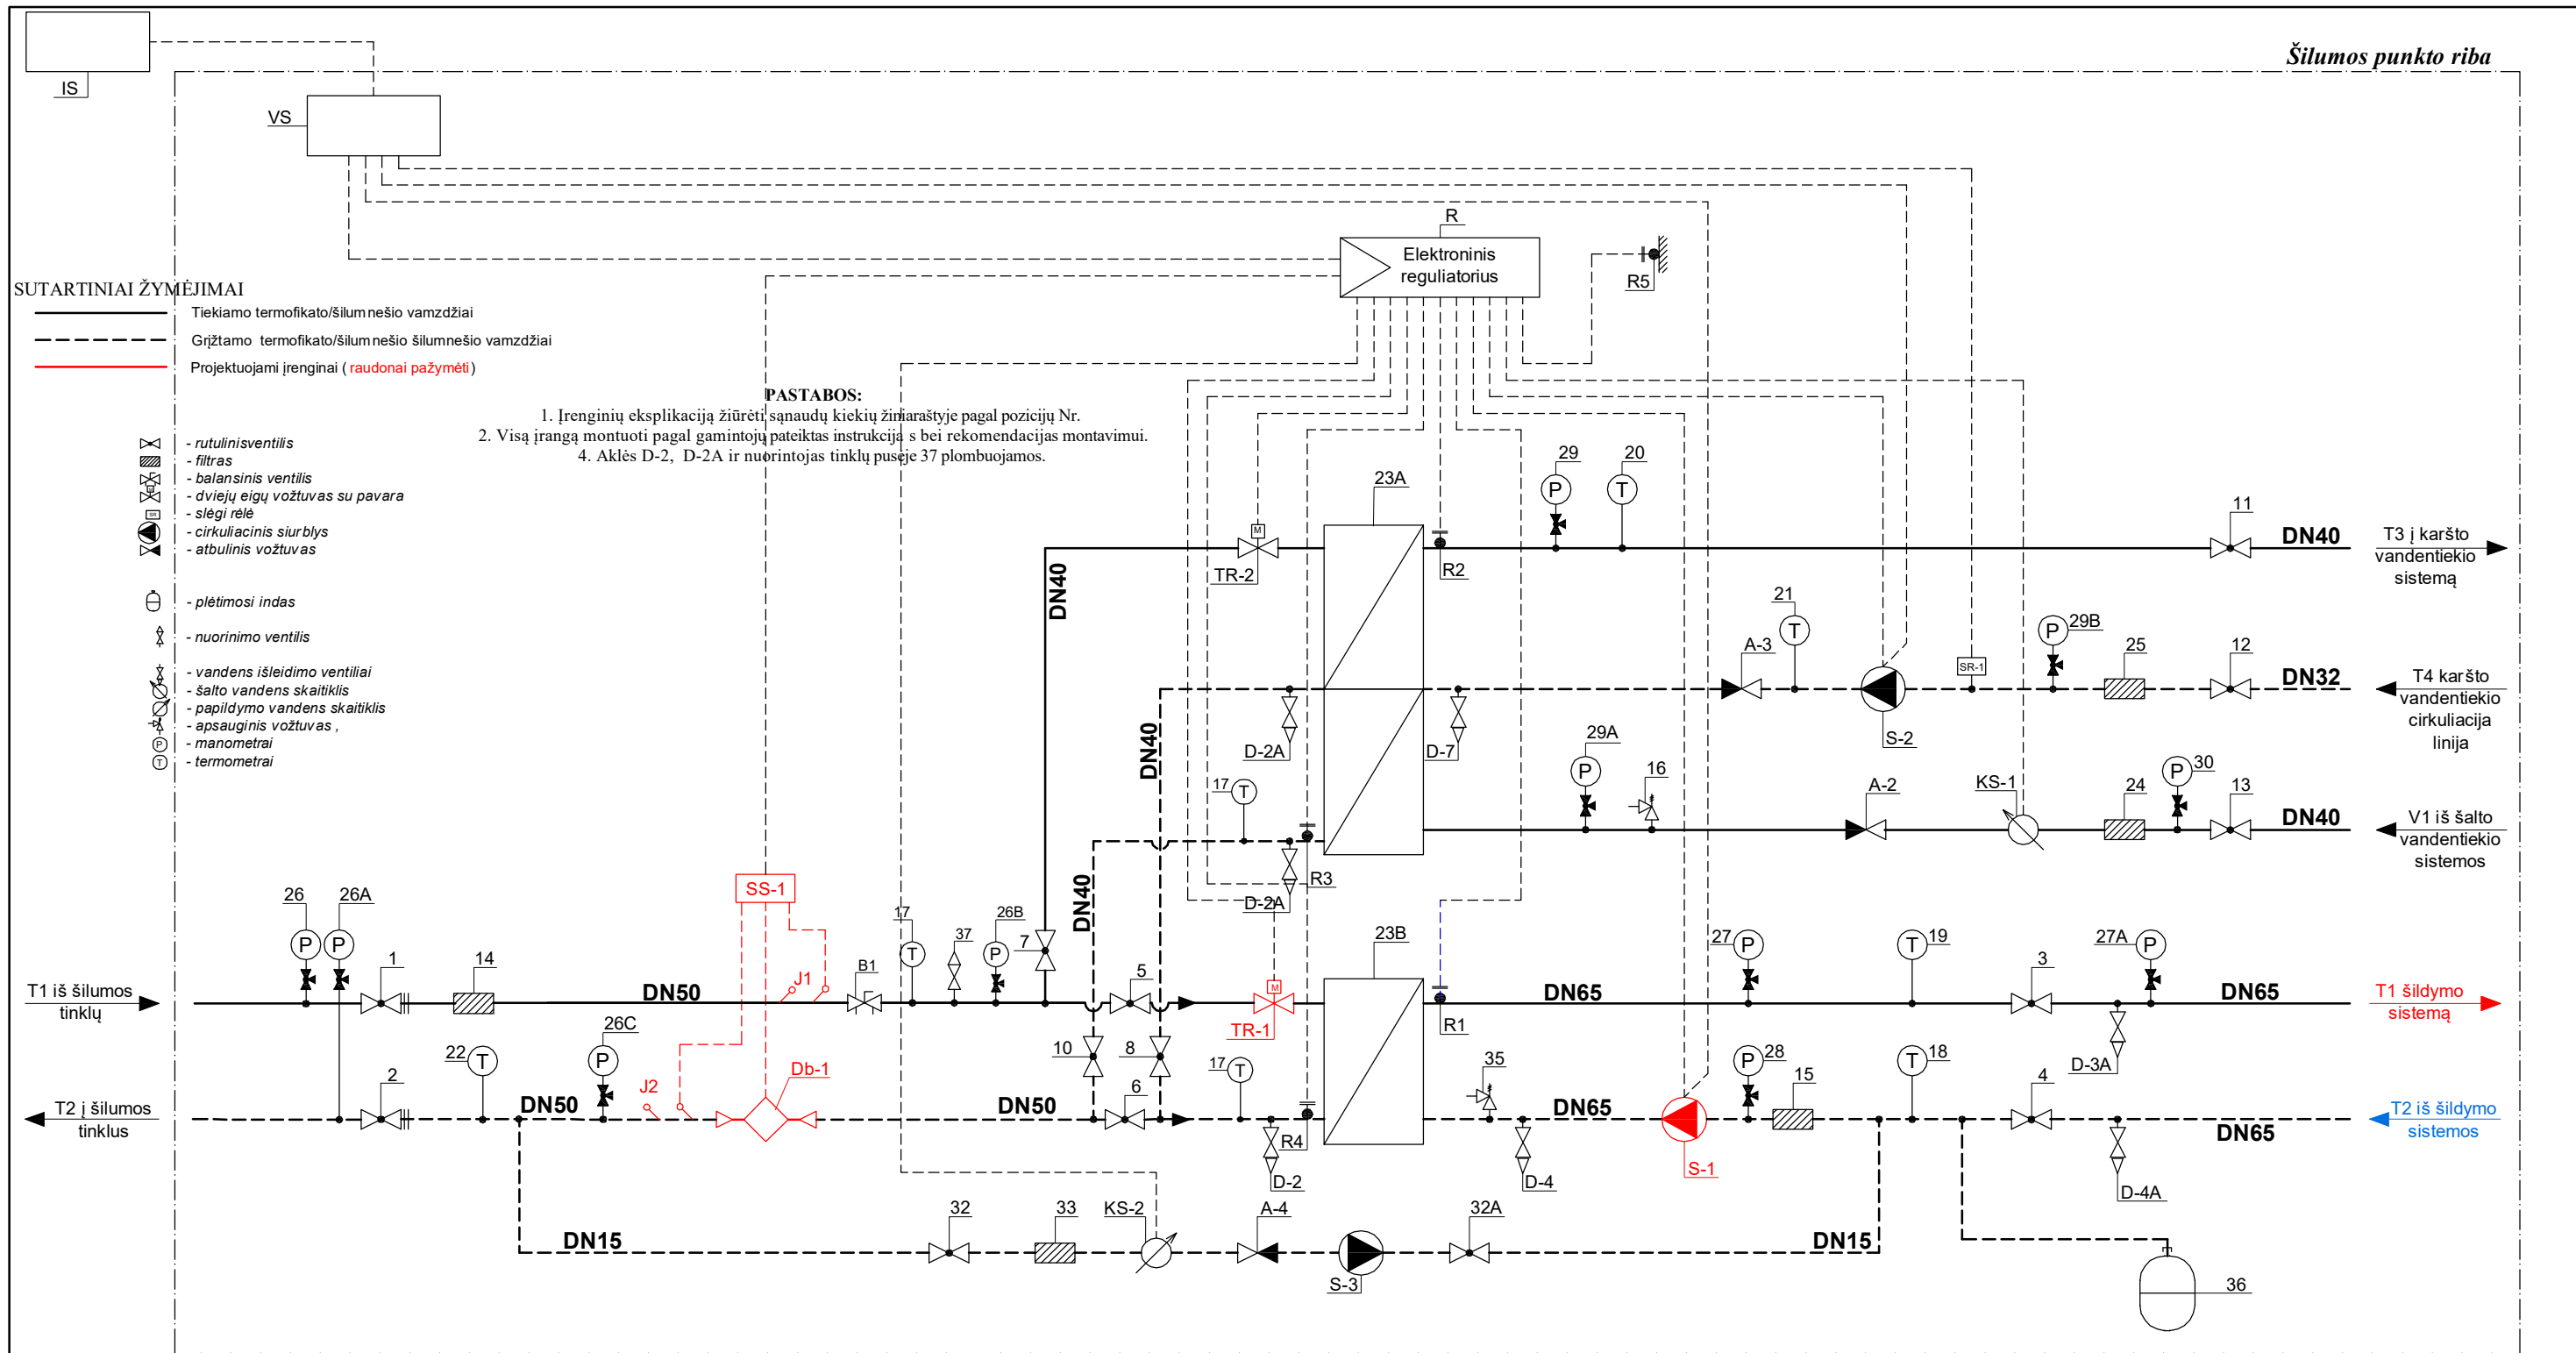 Šilumos punkto riba
IS
VS
R
Elektroninis
reguliatorius
R5
SUTARTINIAI ŽYMĖJIMAI
Tiekiamo termofikato/šilumnešio vamzdžiai
Grįžtamo termofikato/šilumnešio šilumnešio vamzdžiai
Projektuojami įrenginai ( raudonai pažymėti)
PASTABOS:
1. Įrenginių eksplikaciją žiūrėti sąnaudų kiekių žiniaraštyje pagal pozicijų Nr.
2. Visą įrangą montuoti pagal gamintojų pateiktas instrukcija s bei rekomendacijas montavimui.
4. Aklės D-2, D-2A ir nuorintojas tinklų pusėje 37 plombuojamos.
- rutulinisventilis
- filtras
- balansinis ventilis
M
- dviejų eigų vožtuvas su pavara
SR
- slėgi rėlė
- cirkuliacinis siurblys
- atbulinis vožtuvas
- plėtimosi indas
- nuorinimo ventilis
- vandens išleidimo ventiliai
- šalto vandens skaitiklis
- papildymo vandens skaitiklis
- apsauginis vožtuvas ,
P - manometrai
T - termometrai
23A
29
20
P
T
11
DN40
T3 į karšto
vandentiekio
sistemą
M
TR-2
R2
DN40
21
T
A-3
P
29B
SR-1
25
12
DN32
T4 karšto
vandentiekio
cirkuliacija
linija
DN40
D-2A
D-7
S-2
29A
P
16
A-2
KS-1
24
P
30
13
DN40
V1 iš šalto
vandentiekio
sistemos
17
T
R3
D-2A
DN40
SS-1
26
26A
P
P
1
14
T1 iš šilumos
tinklų
DN50
J1
B1
17
T
37
26B
P
7
5
23B
M
TR-1
R1
DN65
27
P
T
19
3
27A
P
DN65
T1 šildymo
sistemą
D-3A
22
T
26C
P
J2
Db-1
10
8
2
DN50
DN50
6
17
T
R4
D-2
35
D-4
DN65
S-1
P
28
15
T
18
4
DN65
D-4A
T2 į šilumos
tinklus
T2 iš šildymo
sistemos
DN15
32
33
KS-2
A-4
S-3
32A
DN15
36